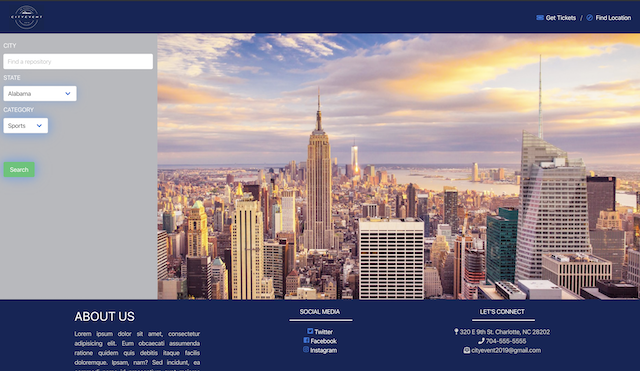 CITYEVENT
Get Tickets / Find Location
CITY
Find a repository
STATE
Alabama
CATEGORY
Sports
Search
ABOUT US
Lorem ipsum dolor sit amet, consectetur
adipisicing elit. Eum obcaecati assumenda
ratione quidem quis debitis itaque facilis
doloremque. Ipsam, nam? Sed incidunt, ea
SOCIAL MEDIA
Twitter
Facebook
Instagram
LET'S CONNECT
320 E 9th St. Charlotte, NC 28202
704-555-5555
cityevent2019@gmail.com